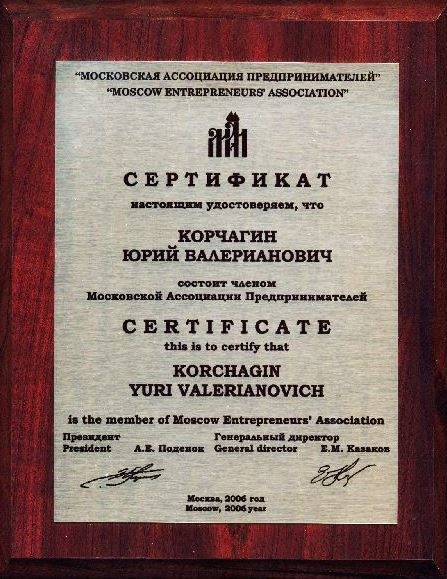 "МОСКОВСКАЯ АССОЦИАЦИЯ ПРЕДПРИНИМАТЕЛЕЙ"
"MOSCOW ENTREPRENEURS' ASSOCIATION"
СЕРТИФИКАТ
настоящим удостоверяем, что
КОРЧАГИН
ЮРИЙ ВАЛЕРИАНОВИЧ
состоит членом
Московской Ассоциации Предпринимателей
CERTIFICATE
this is to certify that
KORCHAGIN
YURI VALERIANOVICH
is the member of Moscow Entrepreneurs' Association
Президент Генеральный директор
President А.Е. Поденок General director Е.М. Казаков
Москва, 2006 год
Moscow, 2006 year